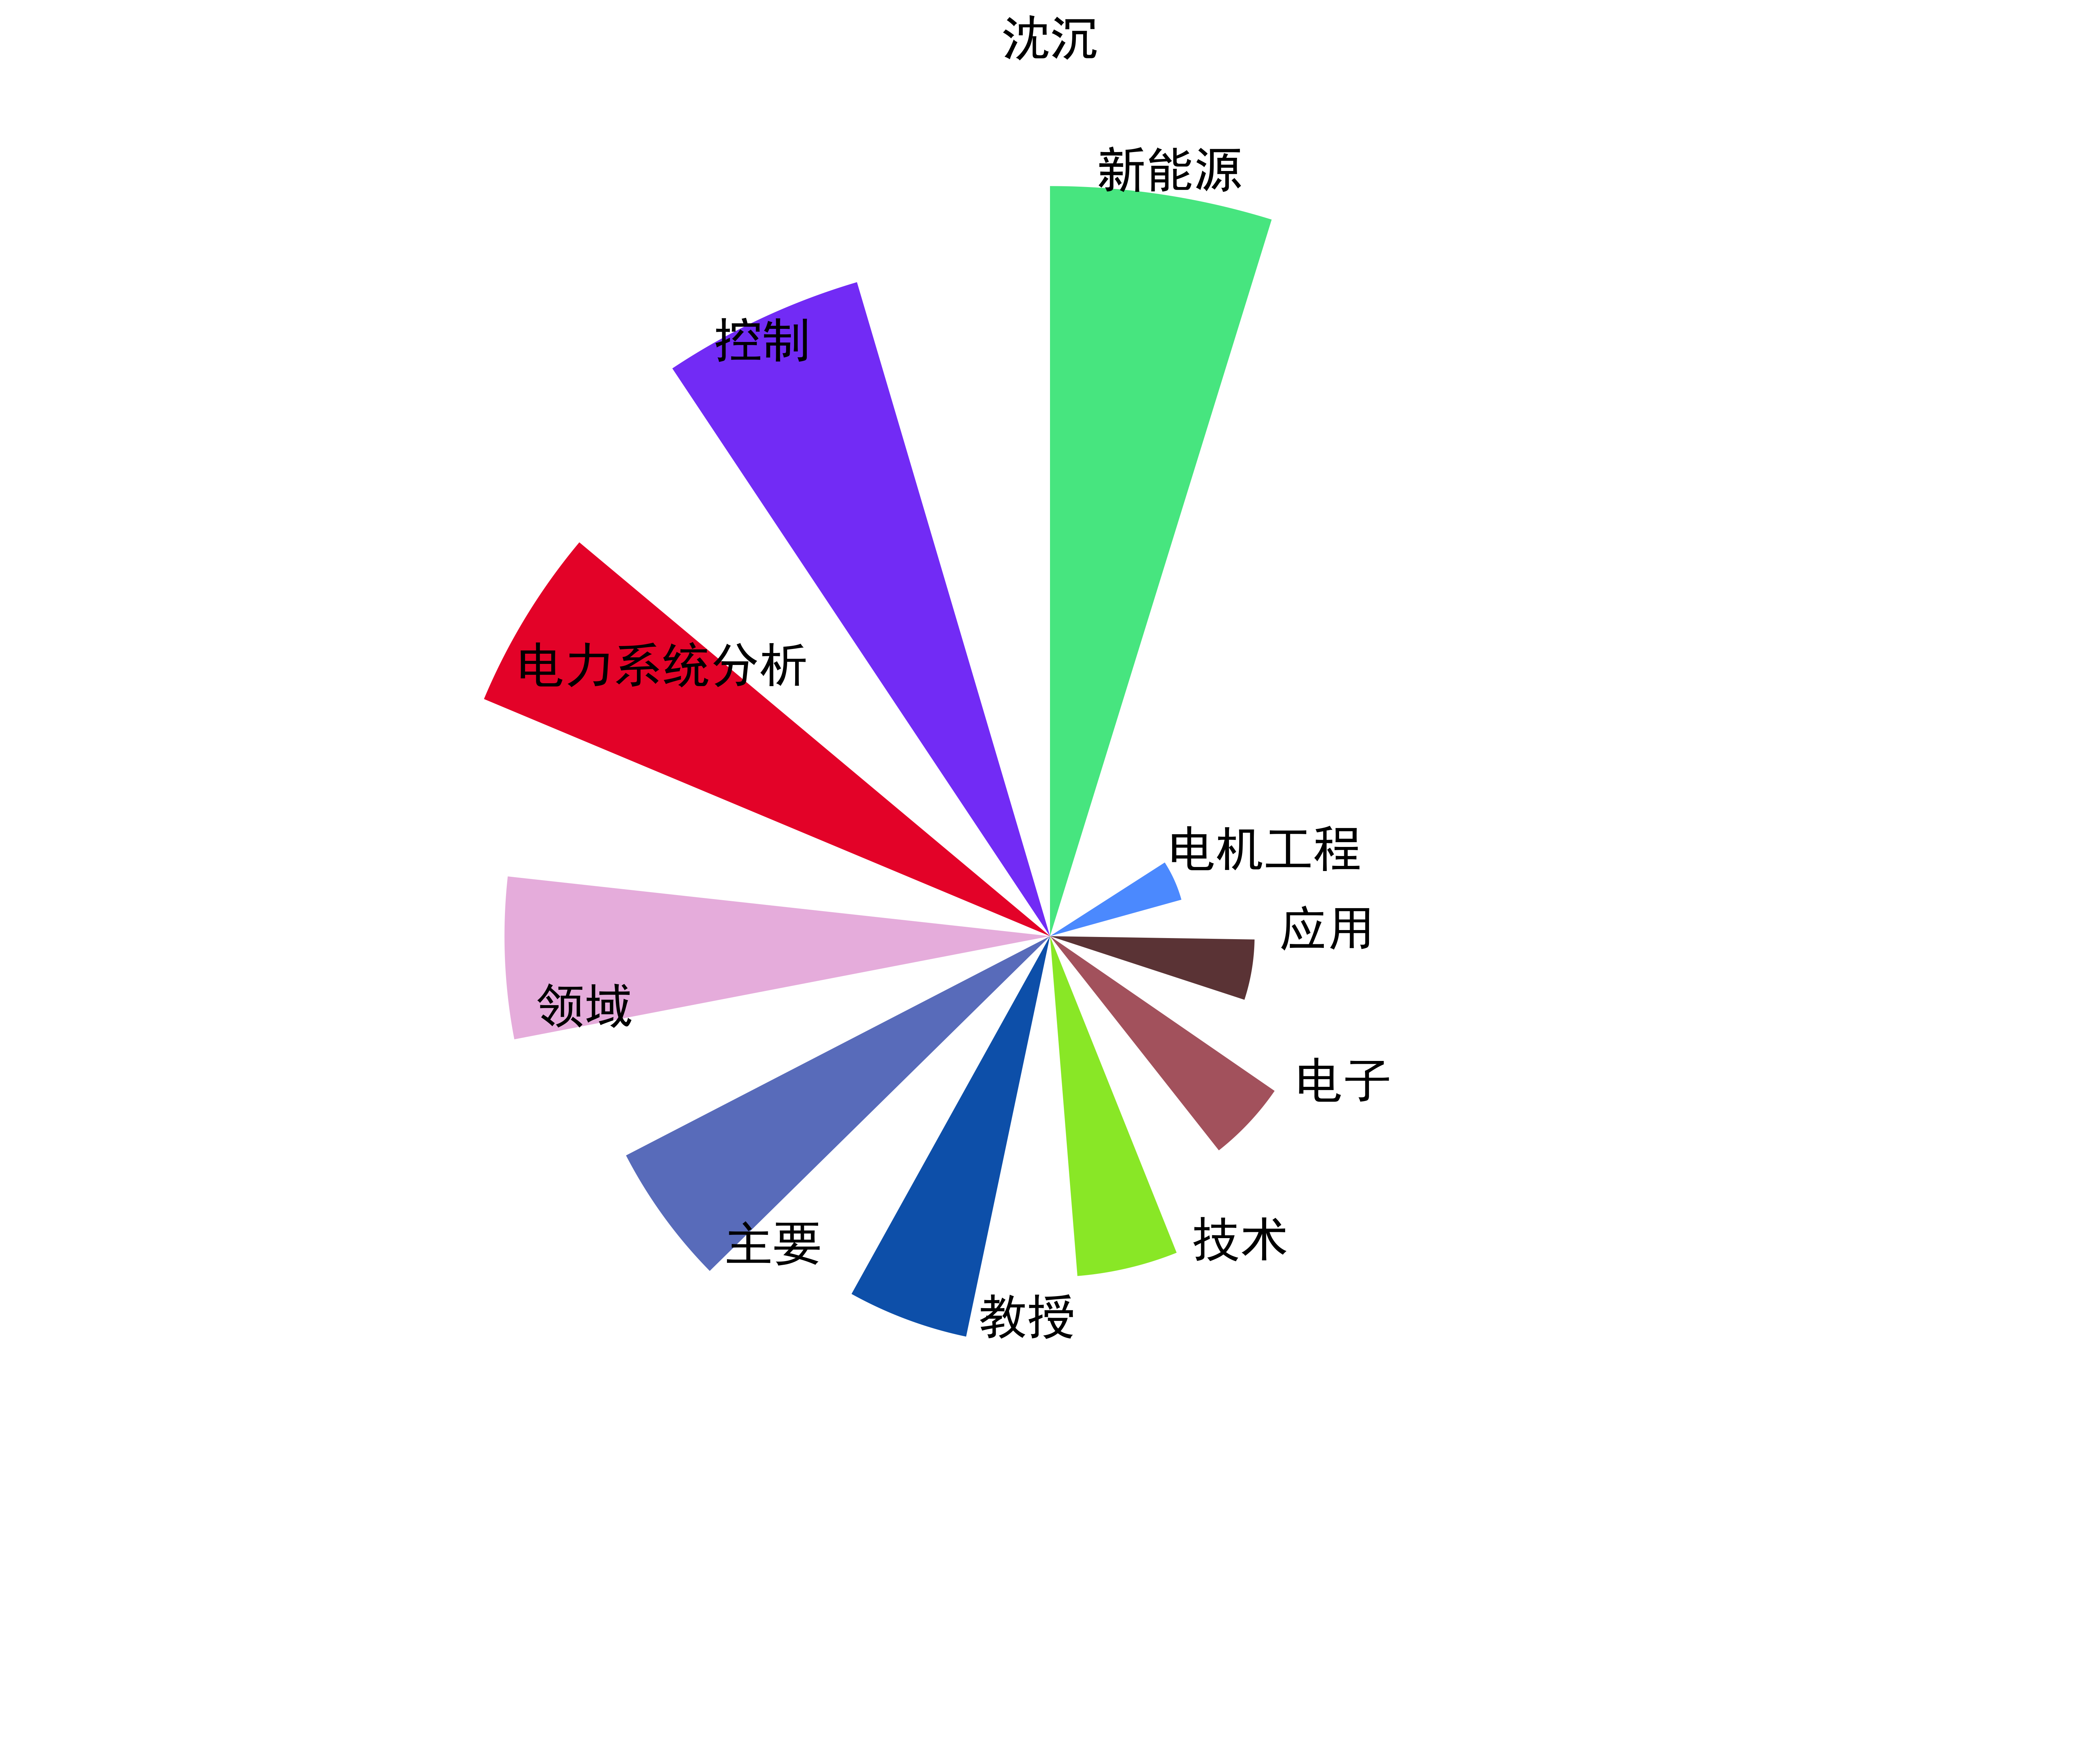 沈沉
新能源
控制
电力系统分析
电机工程
应用
领域
电子
技术
主要
教授